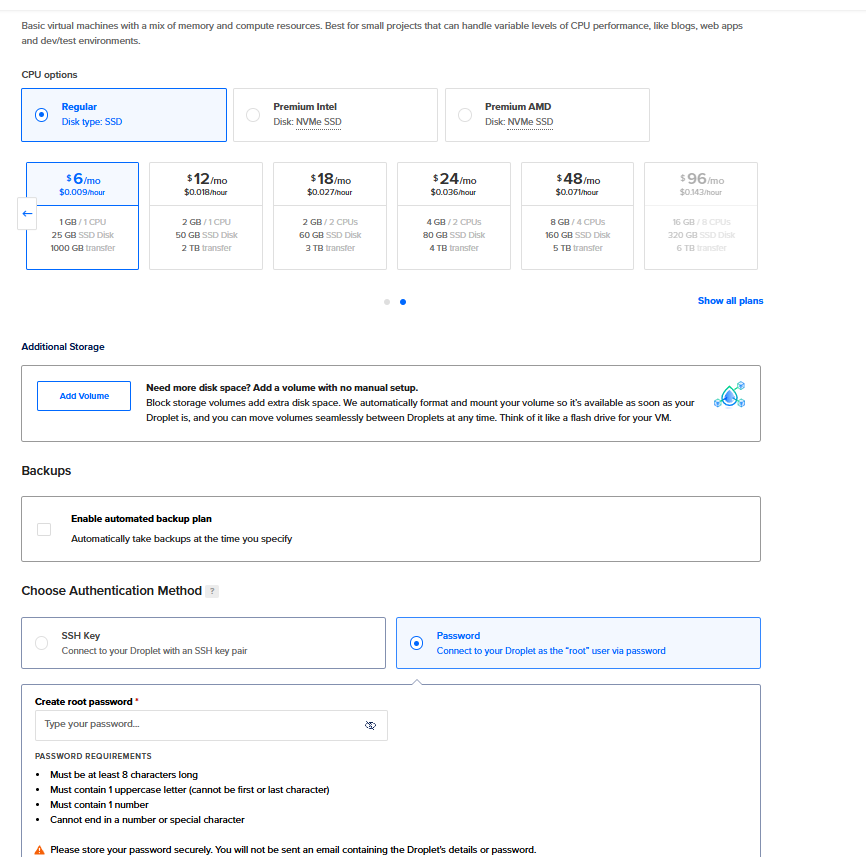 Basic virtual machines with a mix of memory and compute resources. Best for small projects that can handle variable levels of CPU performance, like blogs, web apps
and dev/test environments.
CPU options
Regular
Disk type: SSD
Premium Intel
Disk: NVMe SSD
Premium AMD
Disk: NVMe SSD
$6/mo
$0.009/hour
1 GB / 1 CPU
25 GB SSD Disk
1000 GB transfer
$12/mo
$0.018/hour
2 GB / 1 CPU
50 GB SSD Disk
2 TB transfer
$18/mo
$0.027/hour
2 GB / 2 CPUs
60 GB SSD Disk
3 TB transfer
$24/mo
$0.036/hour
4 GB / 2 CPUs
80 GB SSD Disk
4 TB transfer
$48/mo
$0.071/hour
8 GB / 4 CPUs
160 GB SSD Disk
5 TB transfer
$96/mo
$0.143/hour
16 GB / 8 CPUs
320 GB SSD Disk
6 TB transfer
Show all plans
Additional Storage
Add Volume
Need more disk space? Add a volume with no manual setup.
Block storage volumes add extra disk space. We automatically format and mount your volume so it's available as soon as your
Droplet is, and you can move volumes seamlessly between Droplets at any time. Think of it like a flash drive for your VM.
Backups
Enable automated backup plan
Automatically take backups at the time you specify
Choose Authentication Method ?
SSH Key
Connect to your Droplet with an SSH key pair
Password
Connect to your Droplet as the "root" user via password
Create root password *
Type your password...
PASSWORD REQUIREMENTS
• Must be at least 8 characters long
• Must contain 1 uppercase letter (cannot be first or last character)
• Must contain 1 number
• Cannot end in a number or special character
Please store your password securely. You will not be sent an email containing the Droplet's details or password.